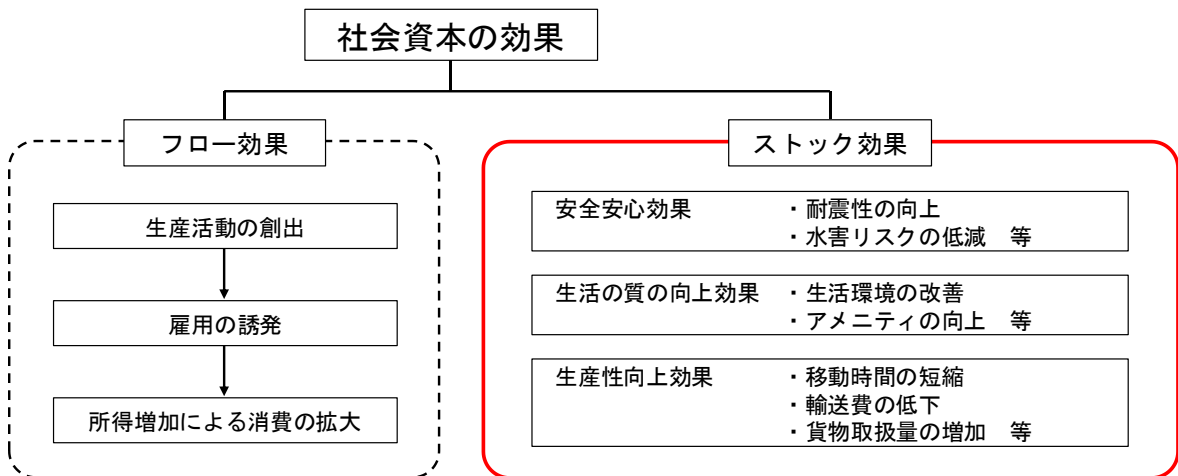 社会資本の効果
フロー効果
生産活動の創出
雇用の誘発
所得増加による消費の拡大
ストック効果
安全安心効果 ・耐震性の向上
・水害リスクの低減 等
生活の質の向上効果 ・生活環境の改善
・アメニティの向上 等
生産性向上効果 ・移動時間の短縮
・輸送費の低下
・貨物取扱量の増加 等